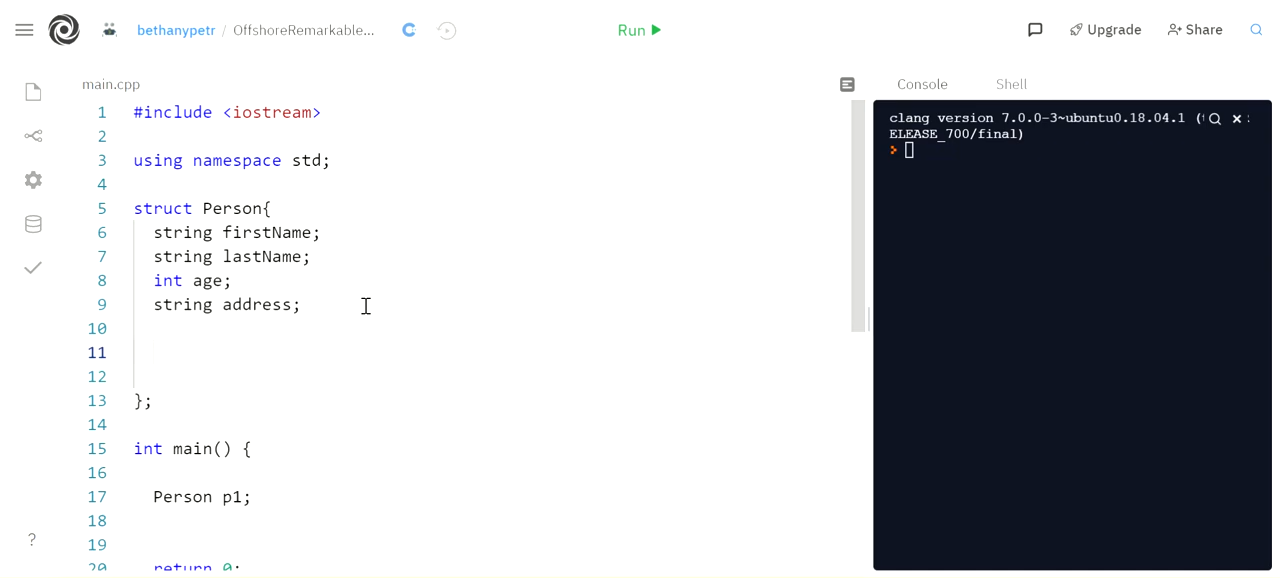 bethanypetr / OffshoreRemarkable...
Run
Upgrade
Share
main.cpp
Console
Shell
1 #include <iostream>
2
3 using namespace std;
4
5 struct Person{
6 string firstName;
7 string lastName;
8 int age;
9 string address;
10
11
12
13 };
14
15 int main() {
16
17 Person p1;
18
19
20 return 0;
clang version 7.0.0-3~ubuntu0.18.04.1 (
ELEASE_700/final)
>
?